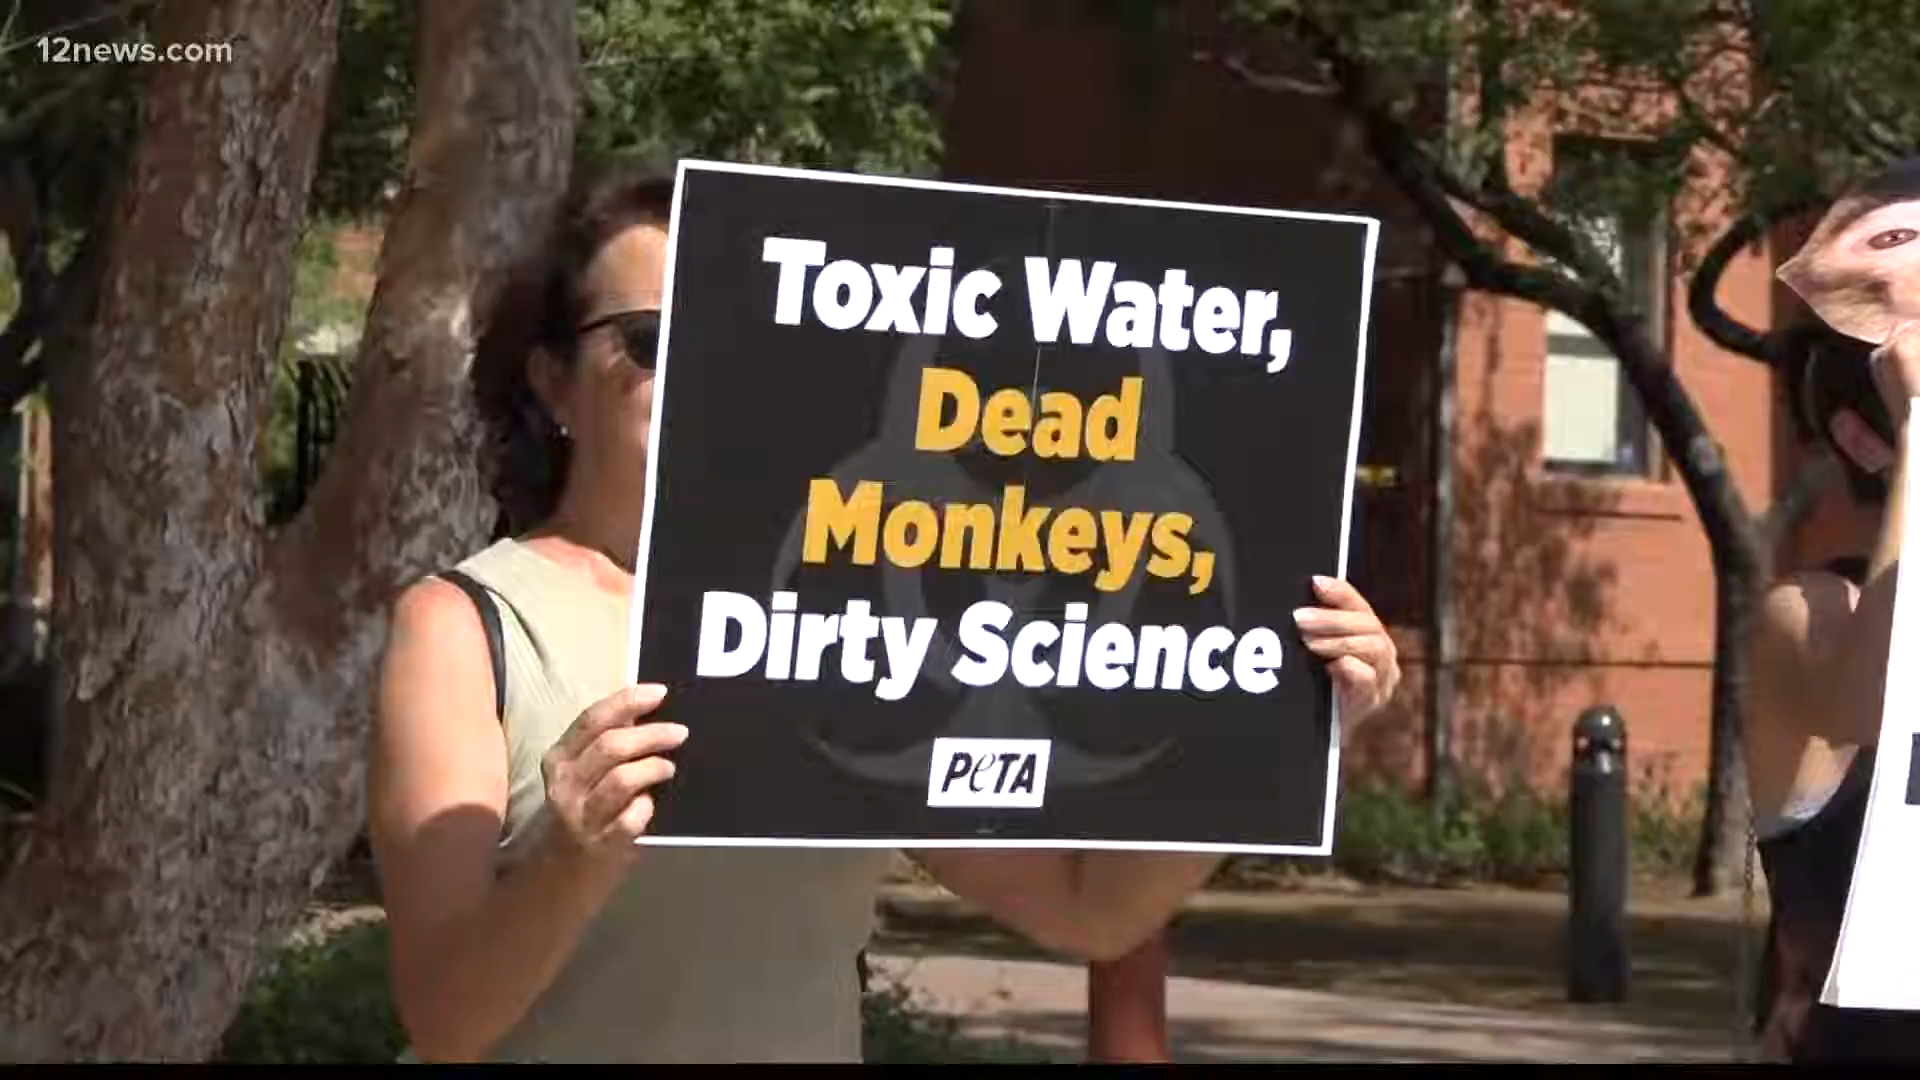 12news.com
Toxic Water,
Dead
Monkeys,
Dirty Science
PeTA